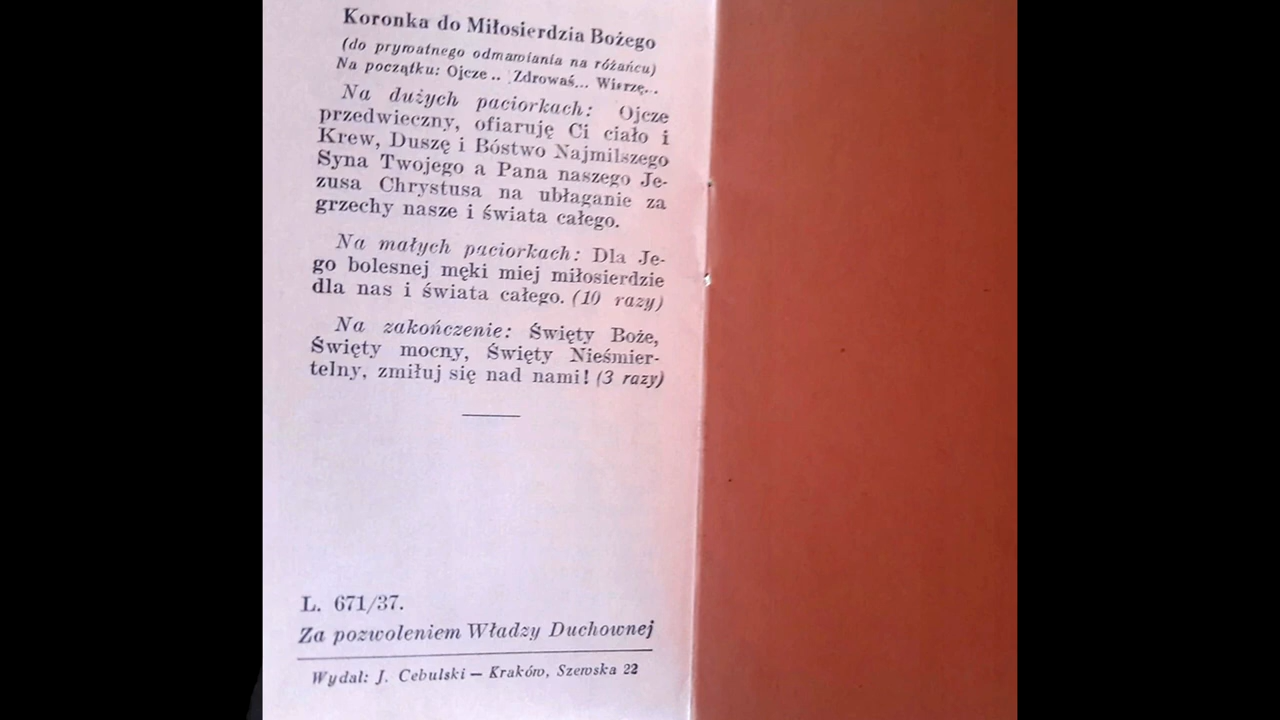 Koronka do Miłosierdzia Bożego
(do prywatnego odmawiania na różańcu)
Na początku: Ojcze .. Zdrowaś... Wierzę...
Na dużych paciorkach: Ojcze
przedwieczny, ofiaruję Ci ciało i
Krew, Duszę i Bóstwo Najmilszego
Syna Twojego a Pana naszego Je-
zusa Chrystusa na ubłaganie za
grzechy nasze i świata całego.
Na małych paciorkach: Dla Je-
go bolesnej męki miej miłosierdzie
dla nas i świata całego. (10 razy)
Na zakończenie: Święty Boże,
Święty mocny, Święty Nieśmier-
telny, zmiłuj się nad nami! (3 razy)
L. 671/37.
Za pozwoleniem Władzy Duchownej
Wydał: J. Cebulski — Kraków, Szewska 22